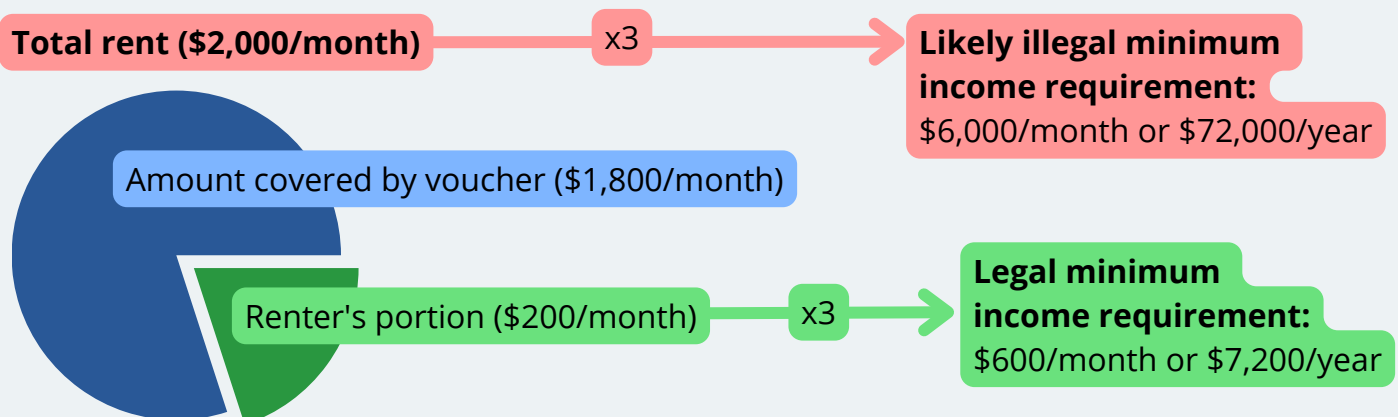 Total rent ($2,000/month)
x3
Likely illegal minimum
income requirement:
$6,000/month or $72,000/year
Amount covered by voucher ($1,800/month)
Renter's portion ($200/month)
x3
Legal minimum
income requirement:
$600/month or $7,200/year